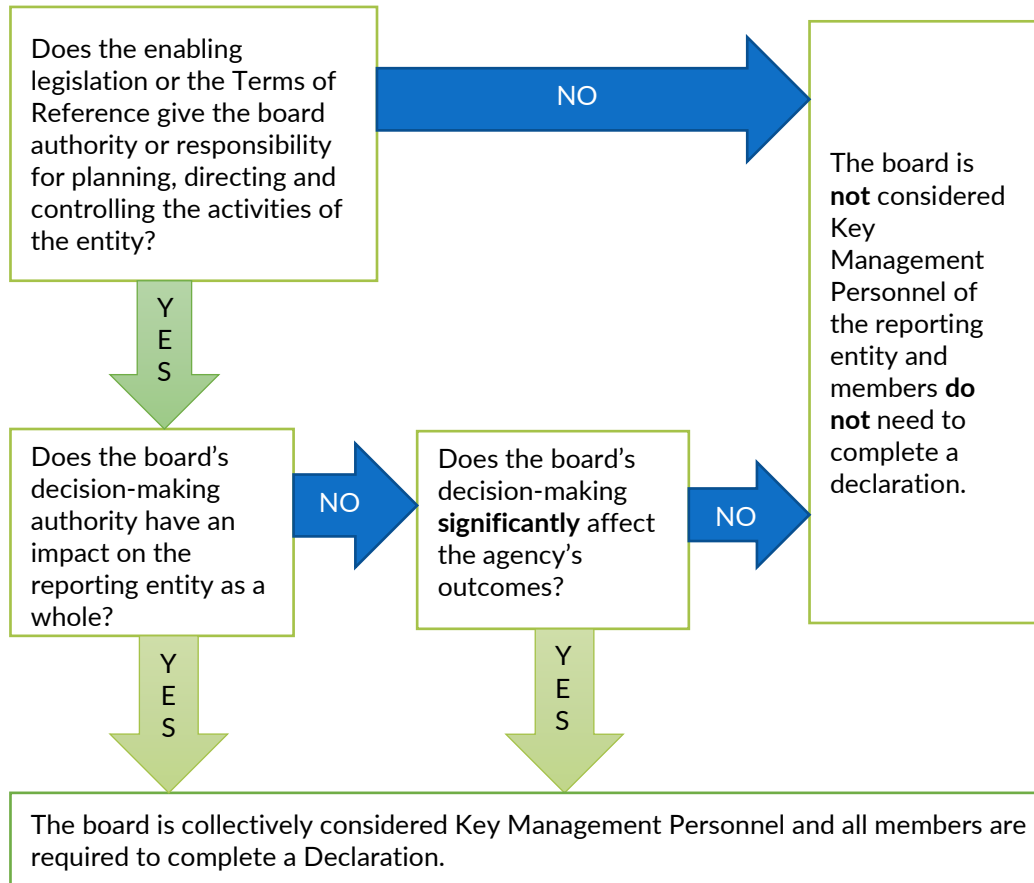 Does the enabling
legislation or the Terms of
Reference give the board
authority or responsibility
for planning, directing and
controlling the activities of
the entity?
NO
The board is
not considered
Key
Management
Personnel of
the reporting
entity and
members do
not need to
complete a
declaration.
Y
E
S
Does the board’s
decision-making
authority have an
impact on the
reporting entity as a
whole?
NO
Does the board’s
decision-making
significantly affect
the agency’s
outcomes?
NO
Y
E
S
Y
E
S
The board is collectively considered Key Management Personnel and all members are
required to complete a Declaration.